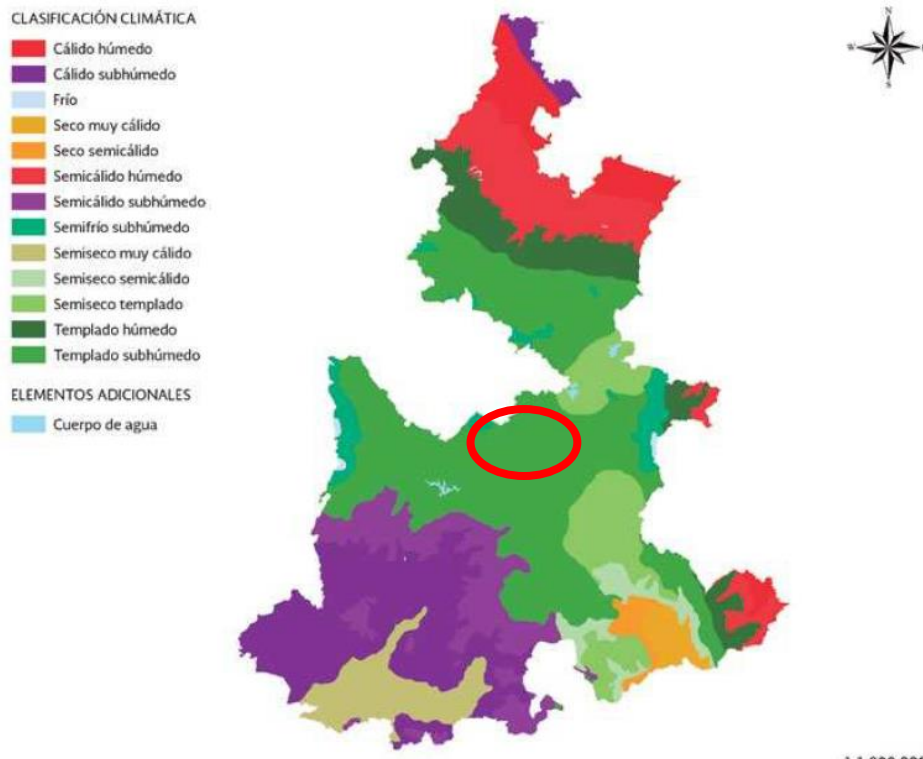 CLASIFICACIÓN CLIMÁTICA
Cálido húmedo
Cálido subhúmedo
Frío
Seco muy cálido
Seco semicálido
Semicálido húmedo
Semicálido subhúmedo
Semifrío subhúmedo
Semiseco muy cálido
Semiseco semicálido
Semiseco templado
Templado húmedo
Templado subhúmedo
ELEMENTOS ADICIONALES
Cuerpo de agua
N
W
S